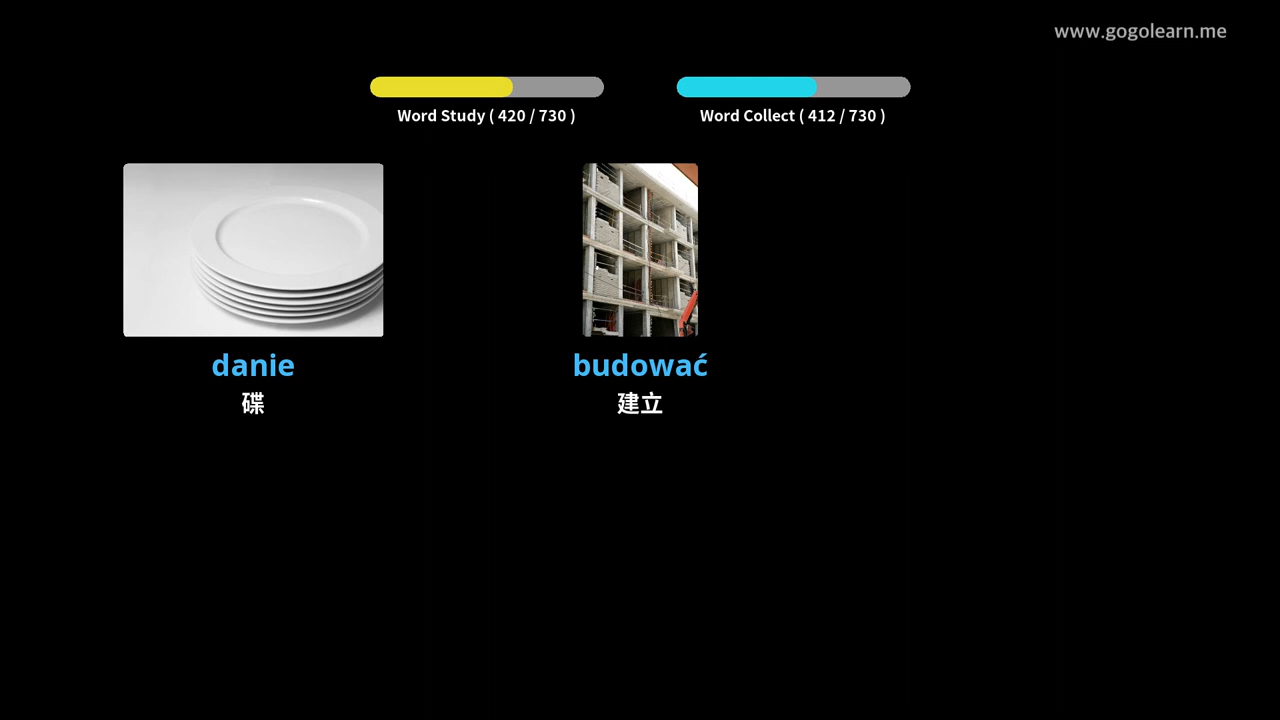 www.gogolearn.me
Word Study ( 420 / 730 )
Word Collect ( 412 / 730 )
danie
碟
budować
建立